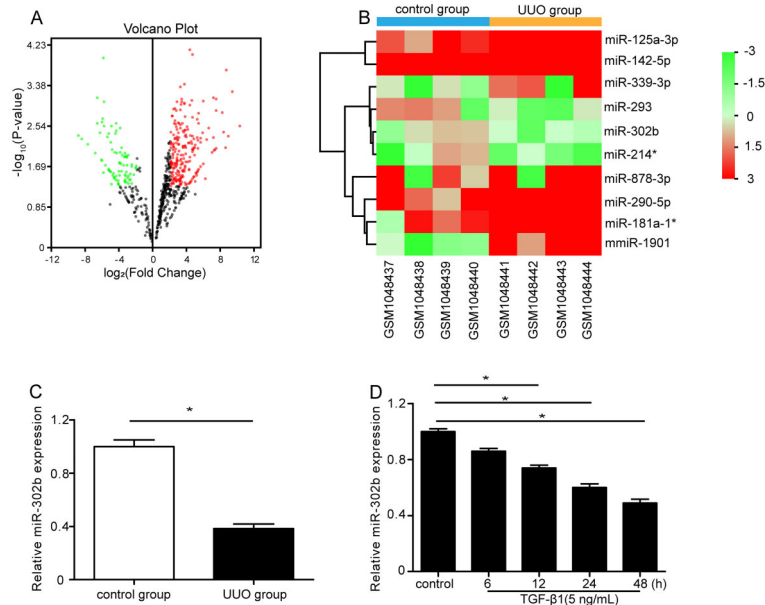 A
Volcano Plot
4.23
3.38
2.54
1.69
0.85
0
-log10(P-value)
-12 -8 -4 0 4 8 12
log2(Fold Change)
B
control group UUO group
miR-125a-3p
miR-142-5p
miR-339-3p
miR-293
miR-302b
miR-214*
miR-878-3p
miR-290-5p
miR-181a-1*
mmiR-1901
GSM1048437
GSM1048438
GSM1048439
GSM1048440
GSM1048441
GSM1048442
GSM1048443
GSM1048444
-3
-1.5
0
1.5
3
C
Relative miR-302b expression
1.2
0.8
0.4
0
*
control group UUO group
D
Relative miR-302b expression
1.2
0.8
0.4
0
*
*
*
control 6 12 24 48 (h)
TGF-β1(5 ng/mL)